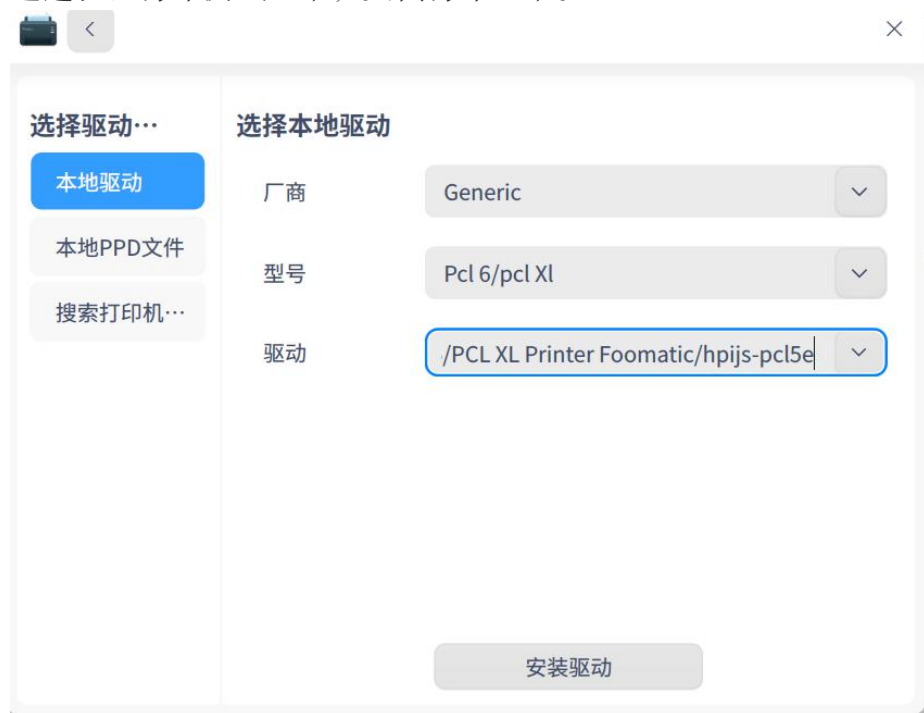 选择驱动…
本地驱动
本地PPD文件
搜索打印机…
选择本地驱动
厂商
Generic
型号
Pcl 6/pcl Xl
驱动
/PCL XL Printer Foomatic/hpijs-pcl5e
安装驱动